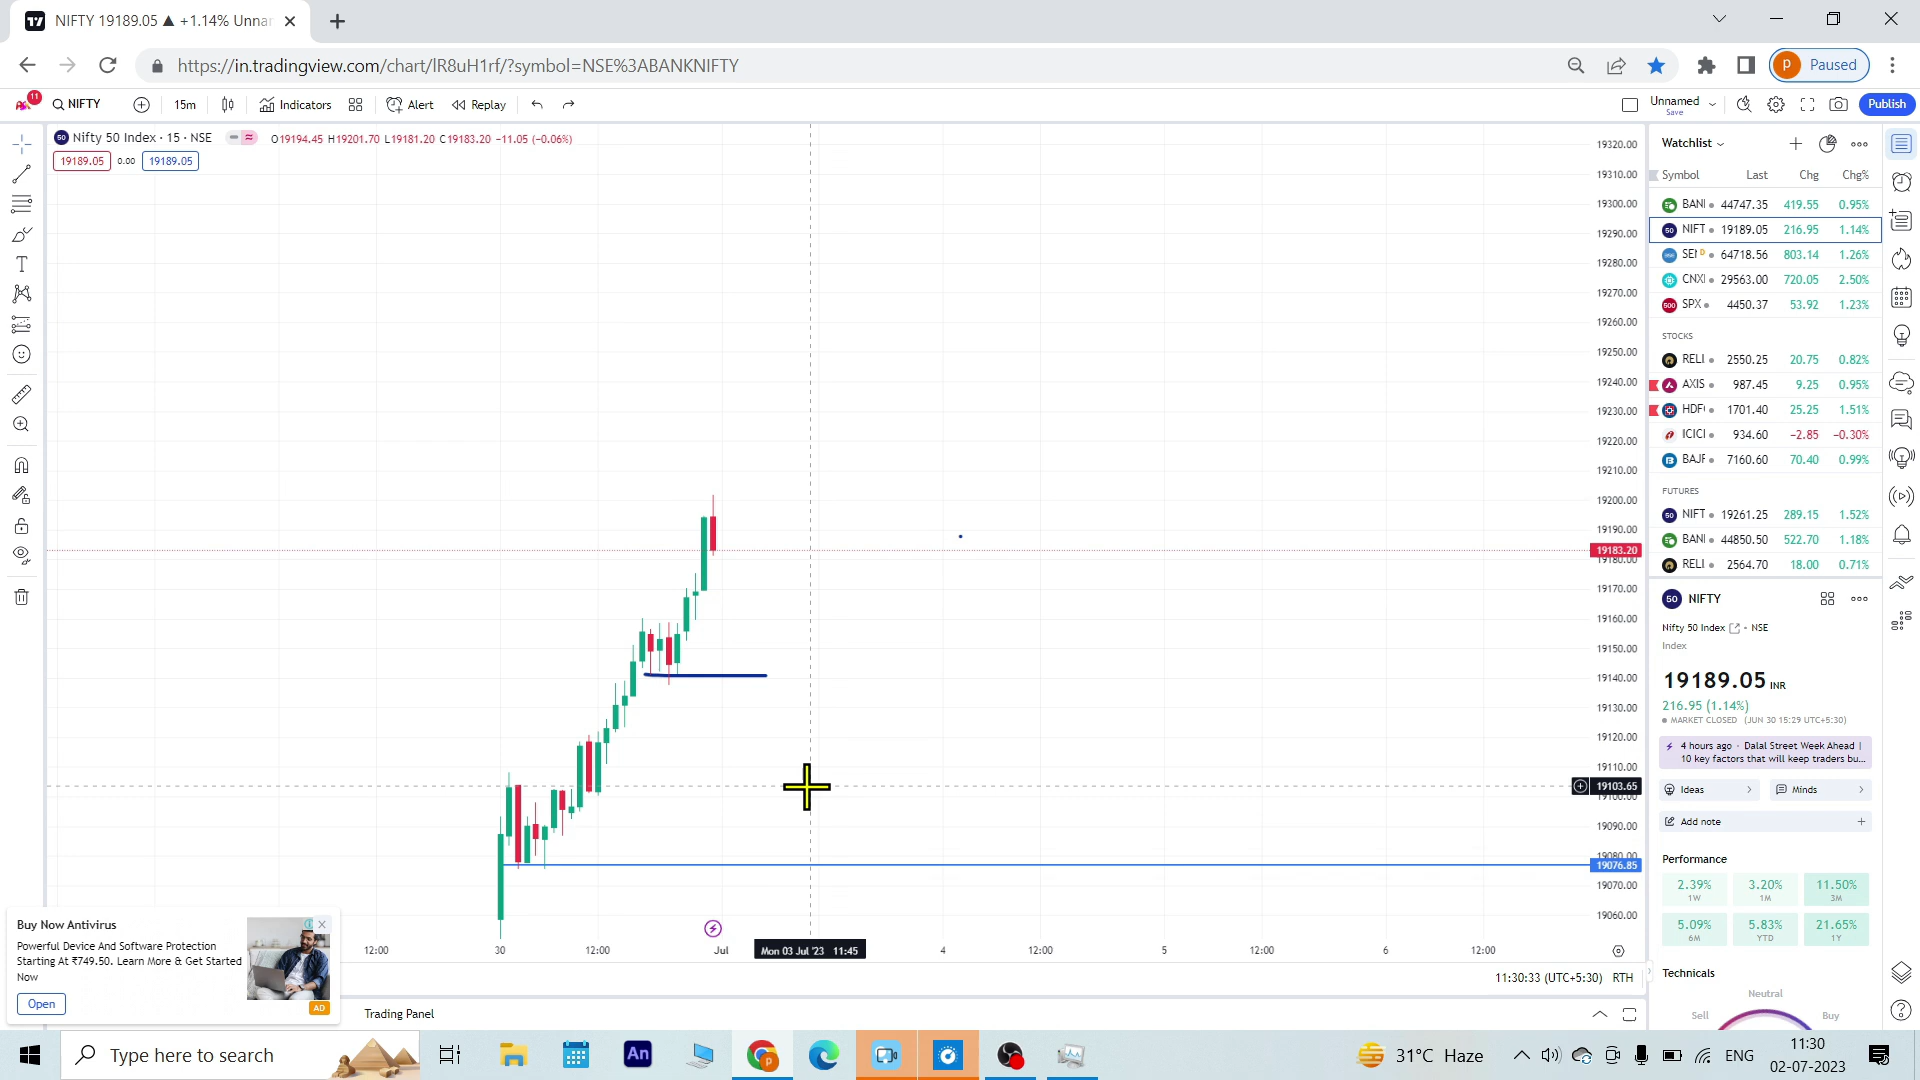 NIFTY 19189.05 ▲ +1.14% Unnar
https://in.tradingview.com/chart/lR8uH1rf/?symbol=NSE%3ABANKNIFTY
P Paused
11 NIFTY 15m Indicators Alert Replay Unnamed Save Publish
50 Nifty 50 Index · 15 · NSE O19194.45 H19201.70 L19181.20 C19183.20 −11.05 (−0.06%)
19189.05 0.00 19189.05
19320.00
19310.00
19300.00
19290.00
19280.00
19270.00
19260.00
19250.00
19240.00
19230.00
19220.00
19210.00
19200.00
19190.00
19183.20
19180.00
19170.00
19160.00
19150.00
19140.00
19130.00
19120.00
19110.00
19103.65
19100.00
19090.00
19080.00
19076.85
19070.00
19060.00
12:00 30 12:00 Jul Mon 03 Jul '23 11:45 4 12:00 5 12:00 6 12:00
11:30:33 (UTC+5:30) RTH
Trading Panel
Buy Now Antivirus
Powerful Device And Software Protection
Starting At ₹749.50. Learn More & Get Started
Now
Open
AD
Watchlist
Symbol Last Chg Chg%
BANI 44747.35 419.55 0.95%
50 NIFT 19189.05 216.95 1.14%
SEI D 64718.56 803.14 1.26%
CNXI 29563.00 720.05 2.50%
500 SPX 4450.37 53.92 1.23%
STOCKS
RELI 2550.25 20.75 0.82%
AXIS 987.45 9.25 0.95%
HDF 1701.40 25.25 1.51%
ICICI 934.60 −2.85 −0.30%
BAJF 7160.60 70.40 0.99%
FUTURES
50 NIFT 19261.25 289.15 1.52%
BANI 44850.50 522.70 1.18%
RELI 2564.70 18.00 0.71%
50 NIFTY
Nifty 50 Index · NSE
Index
19189.05 INR
216.95 (1.14%)
MARKET CLOSED (JUN 30 15:29 UTC+5:30)
4 hours ago · Dalal Street Week Ahead |
10 key factors that will keep traders bu...
Ideas Minds
Add note
Performance
2.39% 3.20% 11.50%
1W 1M 3M
5.09% 5.83% 21.65%
6M YTD 1Y
Technicals
Neutral
Sell Buy
Type here to search
An
31°C Haze
ENG
11:30
02-07-2023